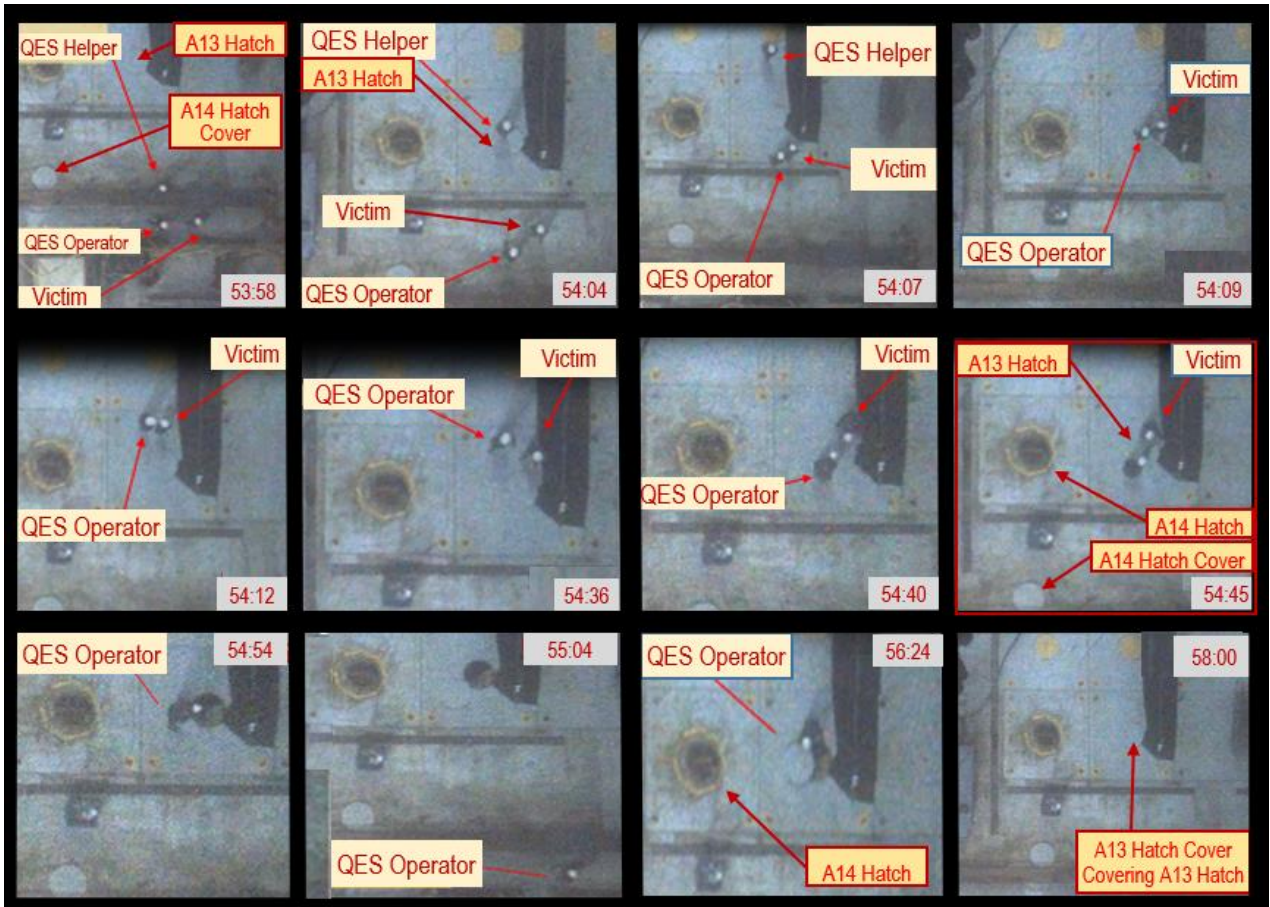 QES Helper
A13 Hatch
A14 Hatch
Cover
QES Operator
Victim
53:58
QES Helper
A13 Hatch
Victim
QES Operator
54:04
QES Helper
Victim
QES Operator
54:07
Victim
QES Operator
54:09
Victim
QES Operator
54:12
QES Operator
Victim
54:36
Victim
QES Operator
54:40
A13 Hatch
Victim
A14 Hatch
A14 Hatch Cover
54:45
QES Operator
54:54
55:04
QES Operator
QES Operator
56:24
A14 Hatch
58:00
A13 Hatch Cover
Covering A13 Hatch